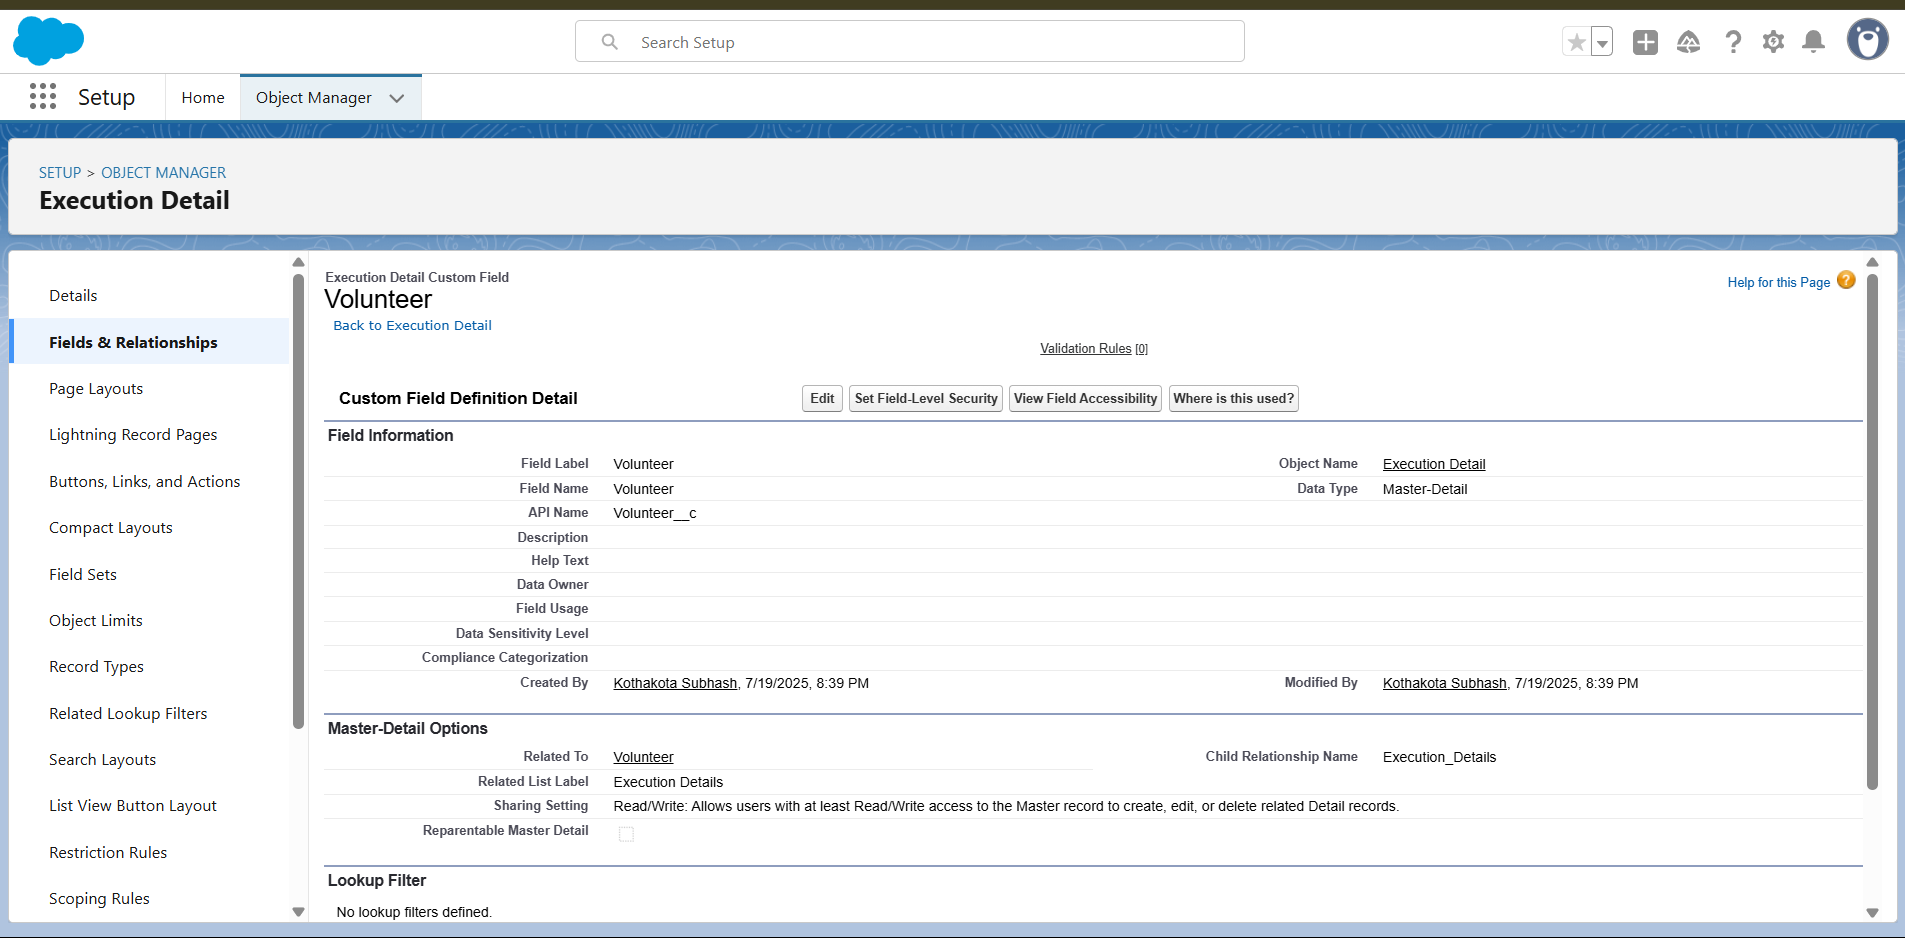 Search Setup
Setup
Home
Object Manager
SETUP > OBJECT MANAGER
Execution Detail
Details
Fields & Relationships
Page Layouts
Lightning Record Pages
Buttons, Links, and Actions
Compact Layouts
Field Sets
Object Limits
Record Types
Related Lookup Filters
Search Layouts
List View Button Layout
Restriction Rules
Scoping Rules
Execution Detail Custom Field
Volunteer
Back to Execution Detail
Help for this Page ?
Validation Rules [0]
Custom Field Definition Detail Edit Set Field-Level Security View Field Accessibility Where is this used?
Field Information
Field Label Volunteer Object Name Execution Detail
Field Name Volunteer Data Type Master-Detail
API Name Volunteer__c
Description
Help Text
Data Owner
Field Usage
Data Sensitivity Level
Compliance Categorization
Created By Kothakota Subhash, 7/19/2025, 8:39 PM Modified By Kothakota Subhash, 7/19/2025, 8:39 PM
Master-Detail Options
Related To Volunteer Child Relationship Name Execution_Details
Related List Label Execution Details
Sharing Setting Read/Write: Allows users with at least Read/Write access to the Master record to create, edit, or delete related Detail records.
Reparentable Master Detail
Lookup Filter
No lookup filters defined.